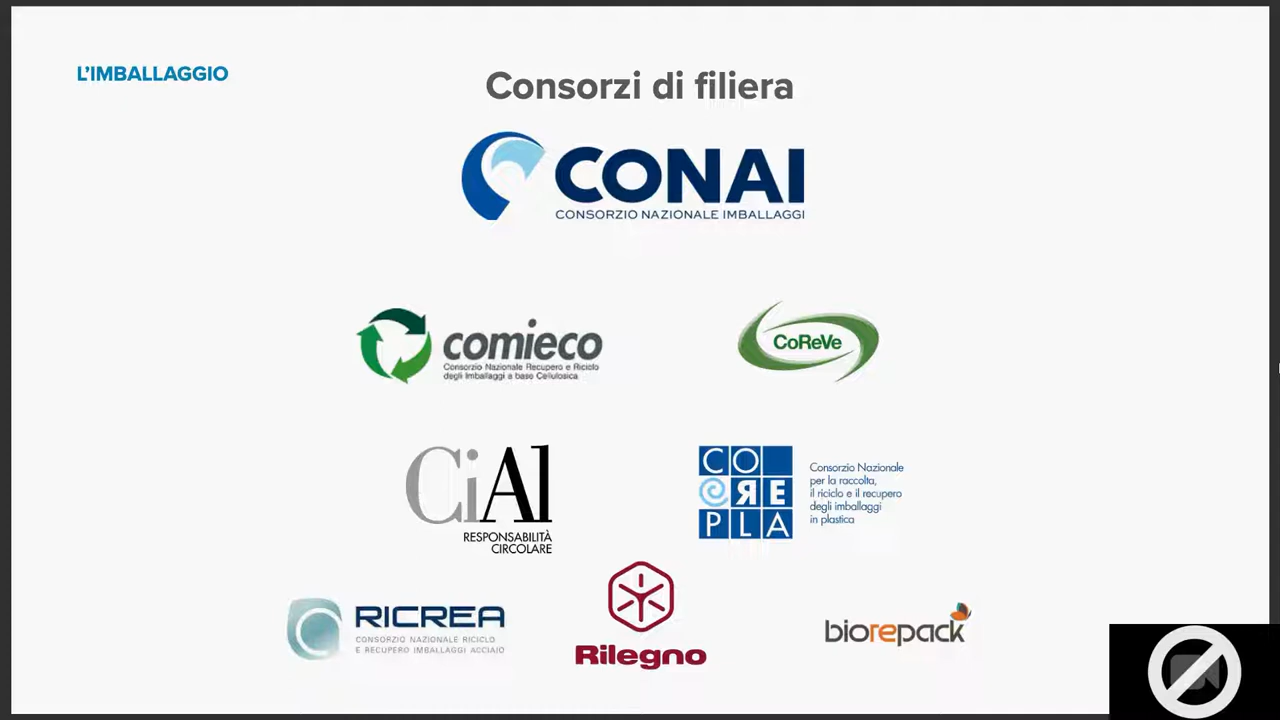 L'IMBALLAGGIO
Consorzi di filiera
CONAI
CONSORZIO NAZIONALE IMBALLAGGI
comieco
Consorzio Nazionale Recupero e Riciclo
degli Imballaggi a base Cellulosica
CoReVe
CiAl
RESPONSABILITÀ
CIRCOLARE
CO
RE
PLA
Consorzio Nazionale
per la raccolta,
il riciclo e il recupero
degli imballaggi
in plastica
RICREA
CONSORZIO NAZIONALE RICICLO
E RECUPERO IMBALLAGGI ACCIAIO
Rilegno
biorepack